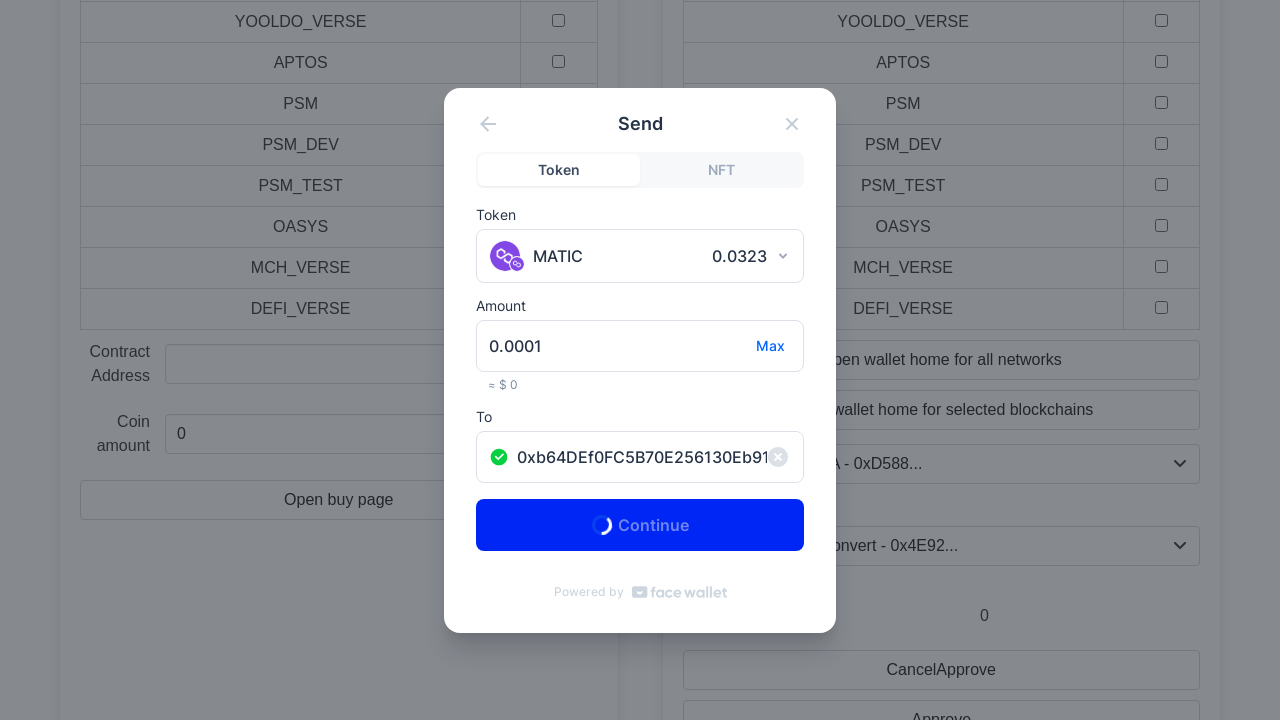 YOOLDO_VERSE
APTOS
PSM
PSM_DEV
PSM_TEST
OASYS
MCH_VERSE
DEFI_VERSE
Contract
Address
Coin
amount
0
Open buy page
Send
Token
NFT
Token
MATIC
0.0323
Amount
0.0001
Max
≈ $ 0
To
0xb64DEf0FC5B70E256130Eb91
Continue
Powered by face wallet
YOOLDO_VERSE
APTOS
PSM
PSM_DEV
PSM_TEST
OASYS
MCH_VERSE
DEFI_VERSE
wallet home for all networks
wallet home for selected blockchains
- 0xD588...
- 0x4E92...
0
CancelApprove
Approve